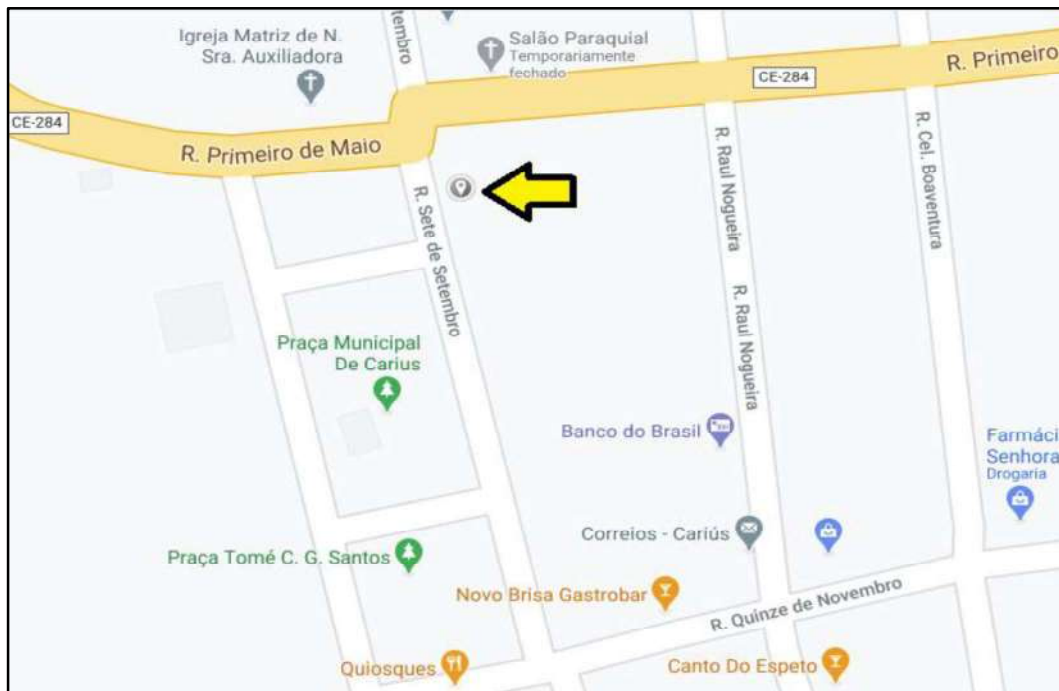 etembro
Igreja Matriz de N.
Sra. Auxiliadora
Salão Paraquial
Temporariamente
fechado
R. Primeiro
CE-284
CE-284
R. Primeiro de Maio
R. Sete de Setembro
R. Raul Nogueira
R. Cel. Boaventura
R. Raul Nogueira
Praça Municipal
De Carius
Banco do Brasil
Farmáci
Senhora
Drogaria
Correios - Cariús
Praça Tomé C. G. Santos
Novo Brisa Gastrobar
R. Quinze de Novembro
Quiosques
Canto Do Espeto